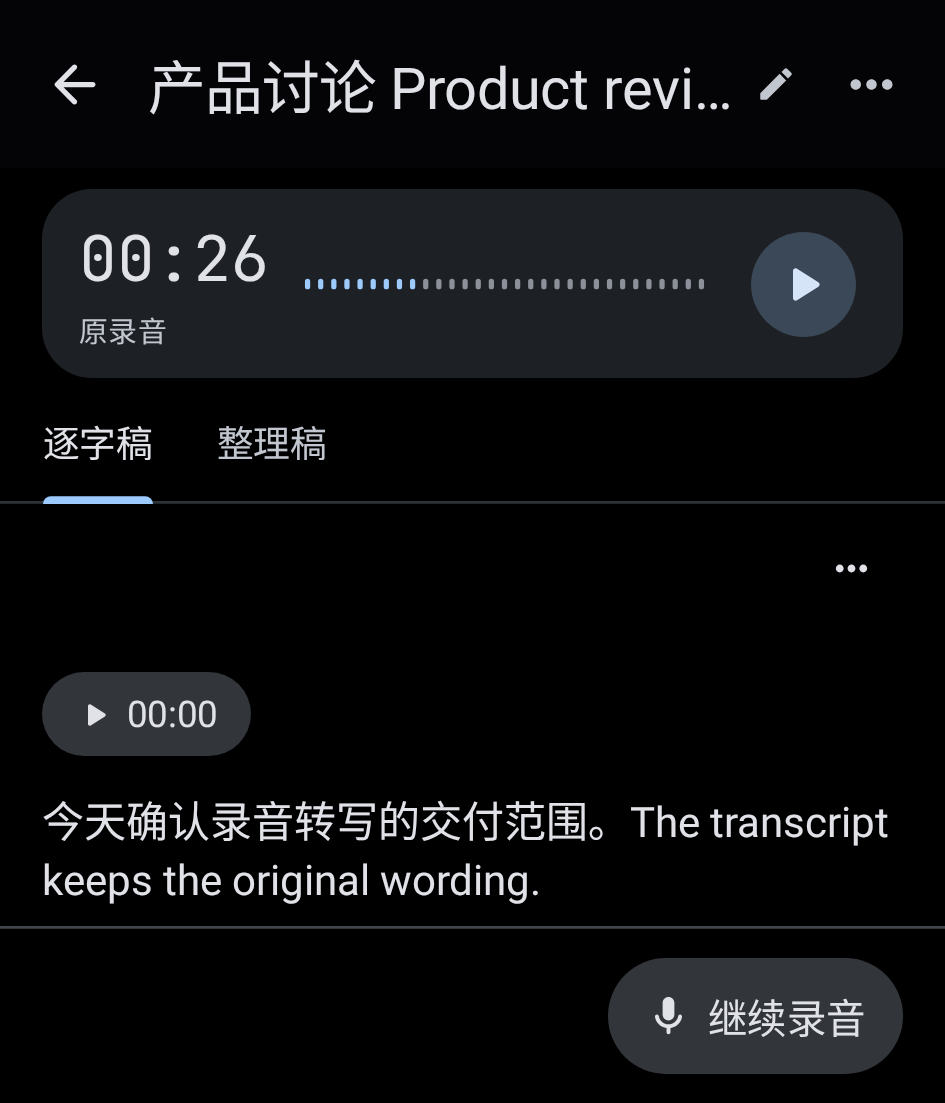 产品讨论 Product revi…
00:26
原录音
逐字稿 整理稿
00:00
今天确认录音转写的交付范围。The transcript
keeps the original wording.
继续录音